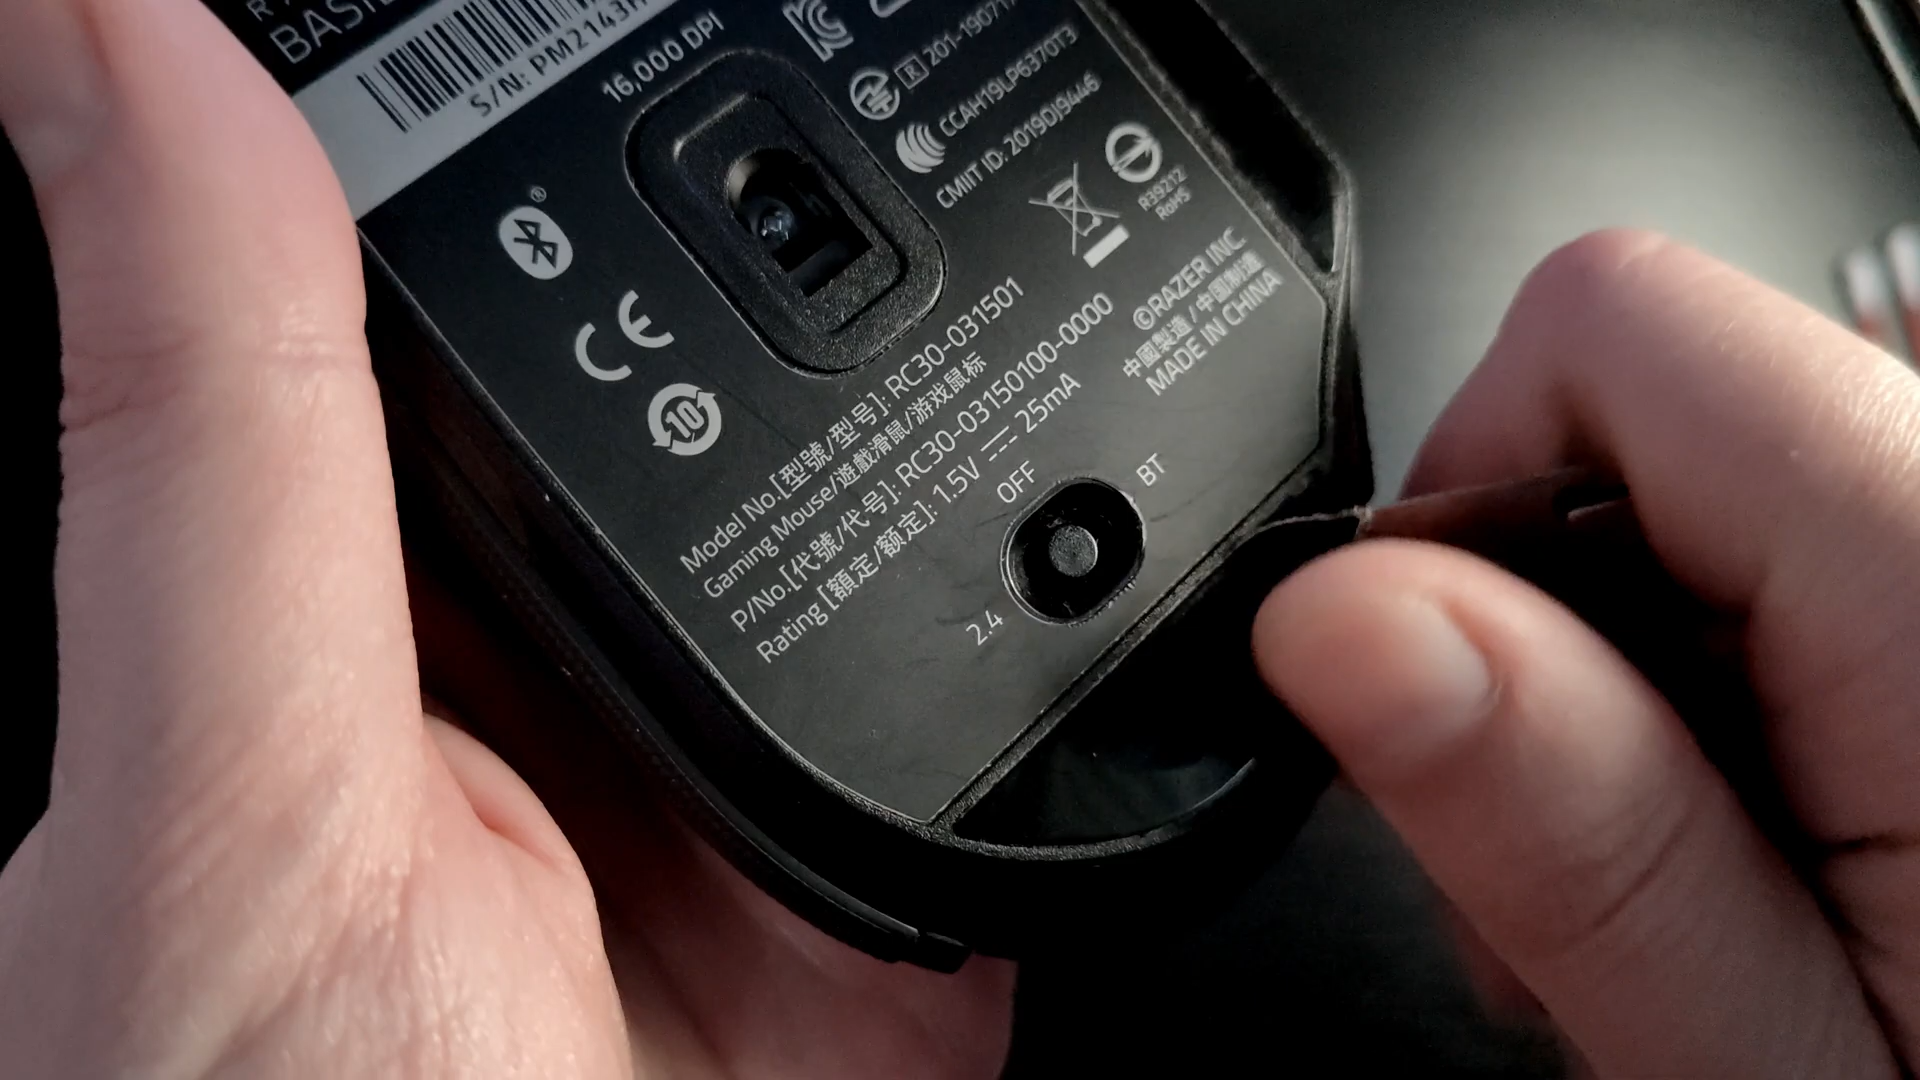 S/N: PM2143H
16,000 DPI
201-19071
CCAH19LP6370T3
CMIIT ID: 2019DJ9446
R39212
RoHS
CE
10
Model No.[型號/型号]: RC30-031501
Gaming Mouse/遊戲滑鼠/游戏鼠标
P/No.[代號/代号]: RC30-03150100-0000
Rating [額定/额定]: 1.5V ⎓ 25mA
©RAZER INC.
中國製造 /中国制造
MADE IN CHINA
OFF
BT
2.4